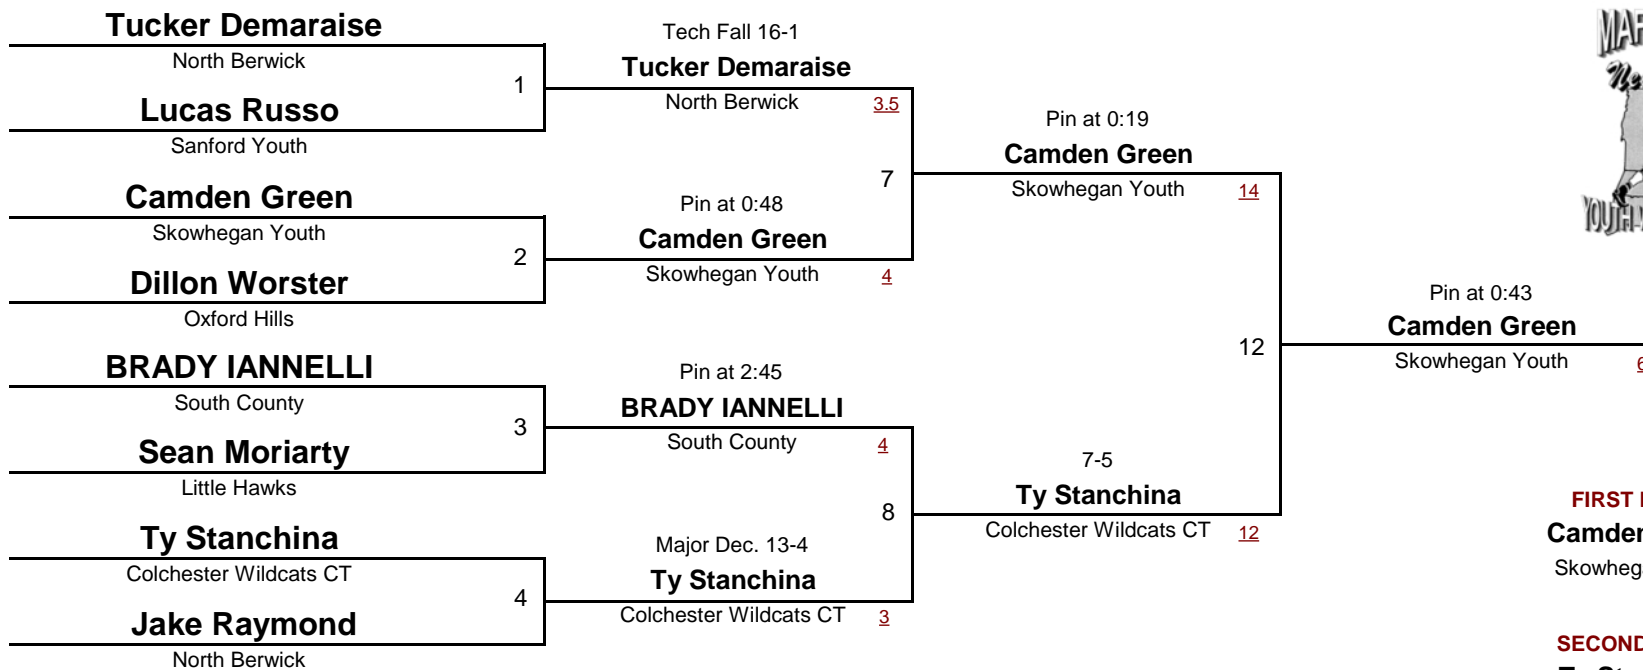 Tucker Demaraise
North Berwick
1
Lucas Russo
Sanford Youth
Camden Green
Skowhegan Youth
2
Dillon Worster
Oxford Hills
BRADY IANNELLI
South County
3
Sean Moriarty
Little Hawks
Ty Stanchina
Colchester Wildcats CT
4
Jake Raymond
North Berwick
Tech Fall 16-1
Tucker Demaraise
North Berwick 3.5
7
Pin at 0:48
Camden Green
Skowhegan Youth 4
Pin at 2:45
BRADY IANNELLI
South County 4
8
Major Dec. 13-4
Ty Stanchina
Colchester Wildcats CT 3
Pin at 0:19
Camden Green
Skowhegan Youth 14
12
7-5
Ty Stanchina
Colchester Wildcats CT 12
Pin at 0:43
Camden Green
Skowhegan Youth
FIRST
SECOND
Ty